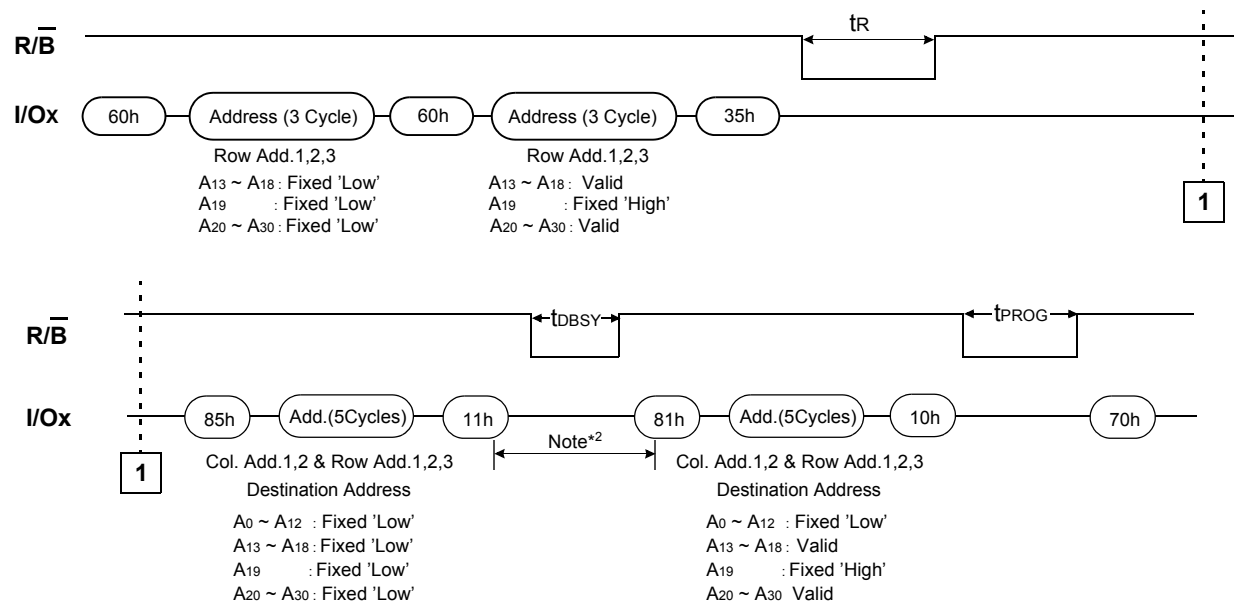 R/B tR
I/Ox 60h Address (3 Cycle) 60h Address (3 Cycle) 35h
Row Add.1,2,3 Row Add.1,2,3
A13 ~ A18 : Fixed 'Low' A13 ~ A18 : Valid
A19 : Fixed 'Low' A19 : Fixed 'High'
A20 ~ A30 : Fixed 'Low' A20 ~ A30 : Valid
1
R/B tDBSY tPROG
I/Ox 85h Add.(5Cycles) 11h 81h Add.(5Cycles) 10h 70h
Note*2
1
Col. Add.1,2 & Row Add.1,2,3 Col. Add.1,2 & Row Add.1,2,3
Destination Address Destination Address
A0 ~ A12 : Fixed 'Low' A0 ~ A12 : Fixed 'Low'
A13 ~ A18 : Fixed 'Low' A13 ~ A18 : Valid
A19 : Fixed 'Low' A19 : Fixed 'High'
A20 ~ A30 : Fixed 'Low' A20 ~ A30 Valid